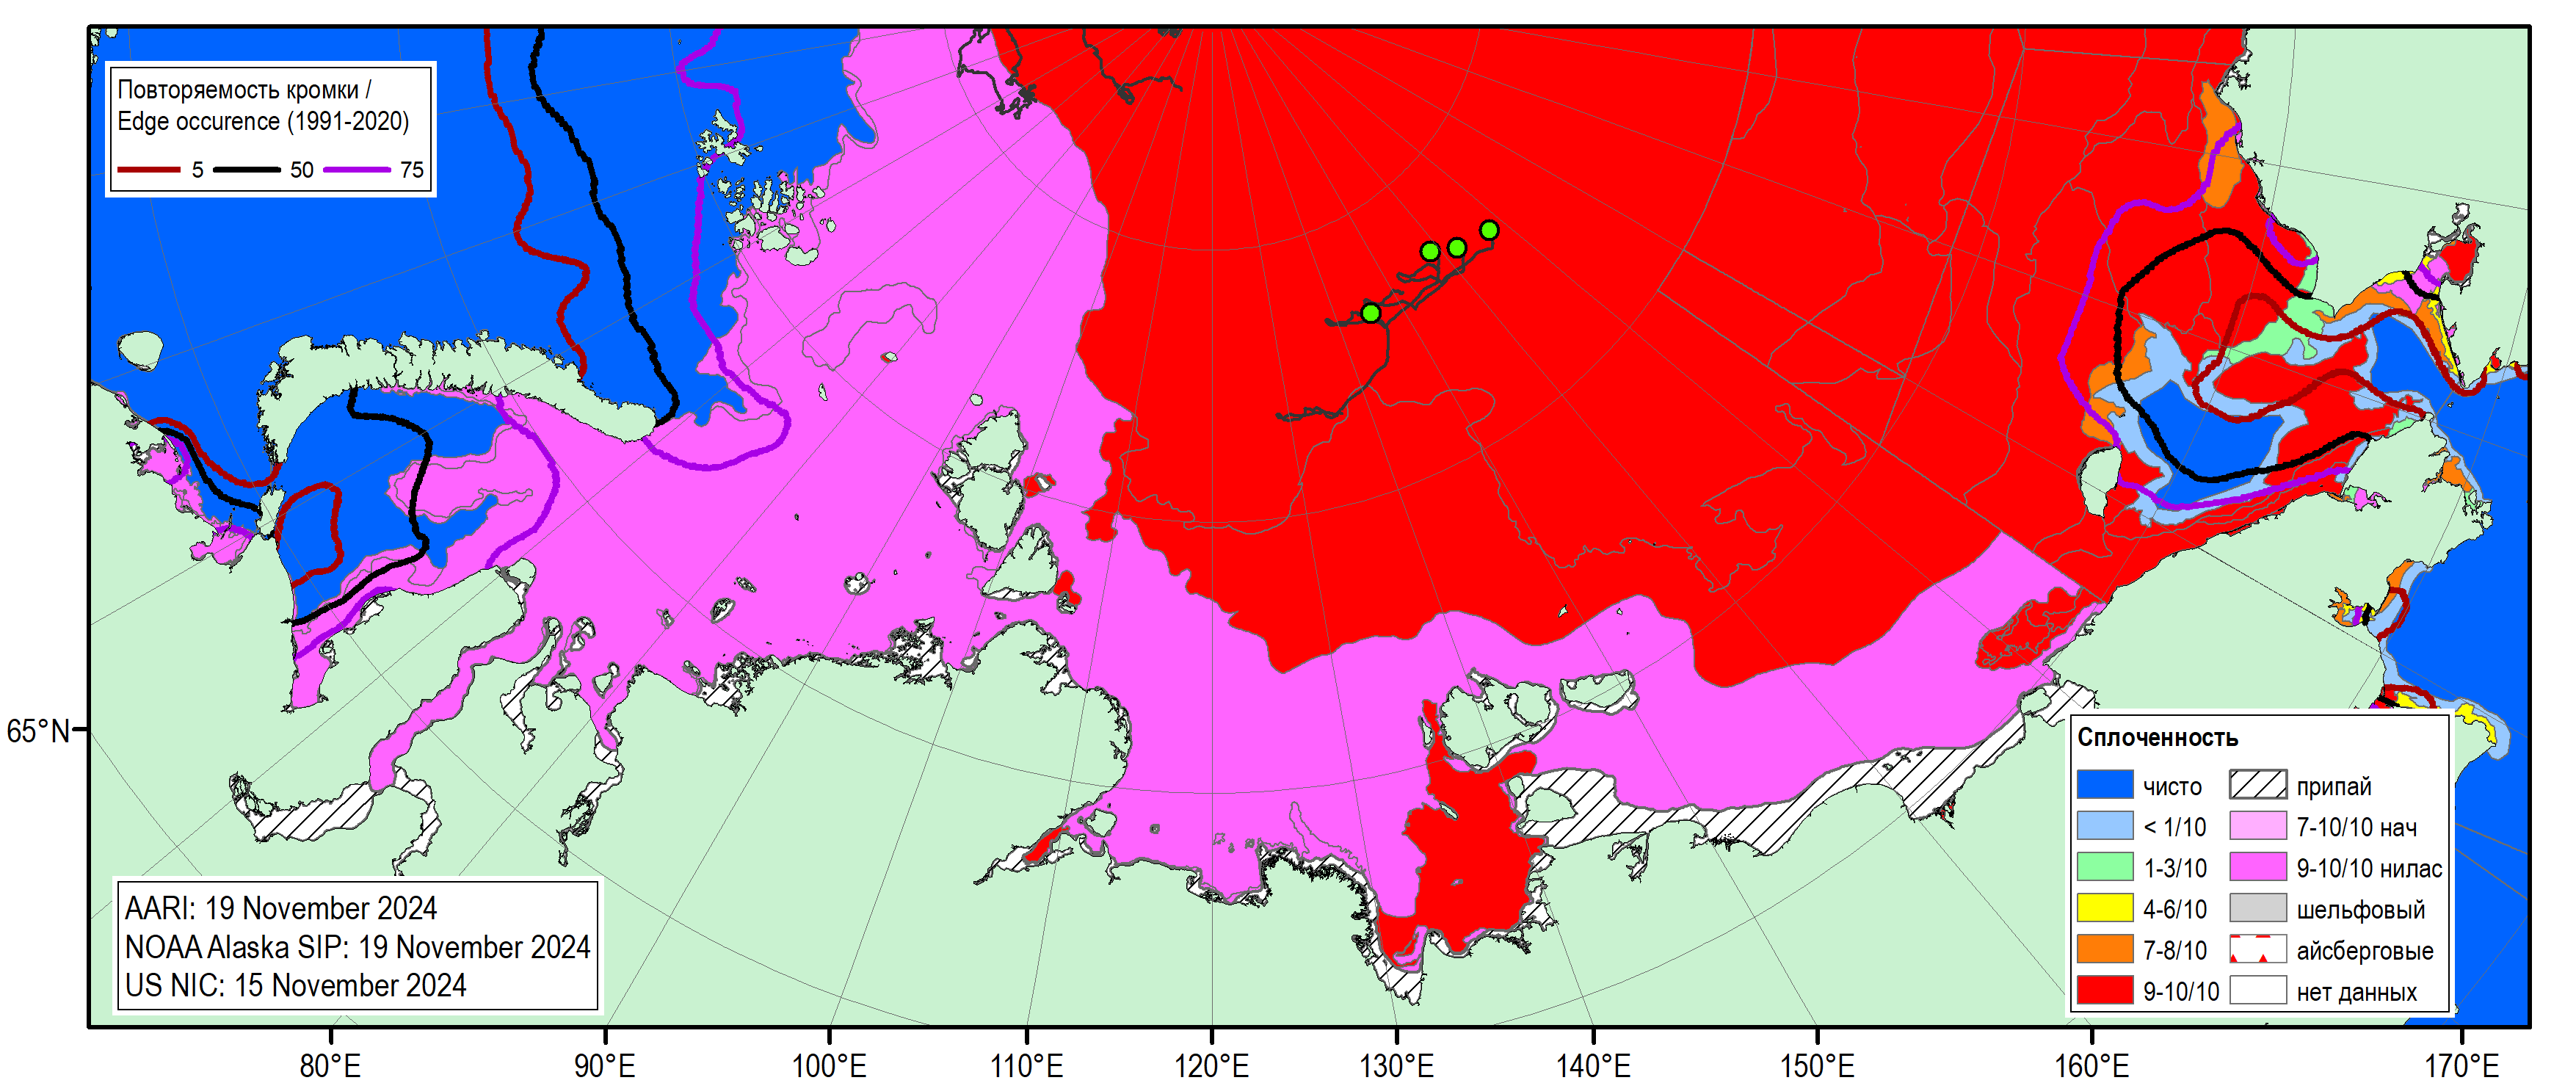 Повторяемость кромки /
Edge occurence (1991-2020)
5 50 75
65°N
AARI: 19 November 2024
NOAA Alaska SIP: 19 November 2024
US NIC: 15 November 2024
Сплоченность
чисто
< 1/10
1-3/10
4-6/10
7-8/10
9-10/10
припай
7-10/10 нач
9-10/10 нилас
шельфовый
айсберговые
нет данных
80°E 90°E 100°E 110°E 120°E 130°E 140°E 150°E 160°E 170°E